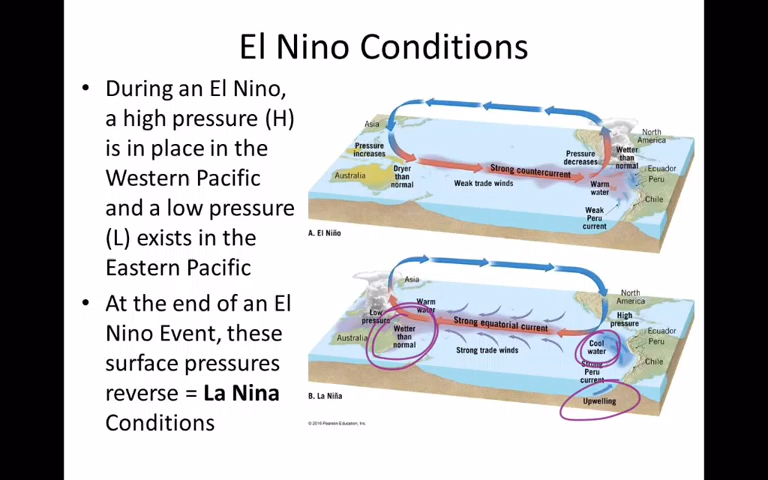 El Nino Conditions
• During an El Nino,
a high pressure (H)
is in place in the
Western Pacific
and a low pressure
(L) exists in the
Eastern Pacific
• At the end of an El
Nino Event, these
surface pressures
reverse = La Nina
Conditions
Asia
North
America
Pressure
increases
Pressure
decreases
Wetter
than
normal
Strong countercurrent
Ecuador
Peru
Australia
Dryer
than
normal
Weak trade winds
Warm
water
Chile
Weak
Peru
current
A. El Niño
Asia
North
America
Warm
water
Low
pressure
Strong equatorial current
High
pressure
Ecuador
Peru
Australia
Wetter
than
normal
Strong trade winds
Cool
water
Chile
Strong
Peru
current
Upwelling
B. La Niña
© 2016 Pearson Education, Inc